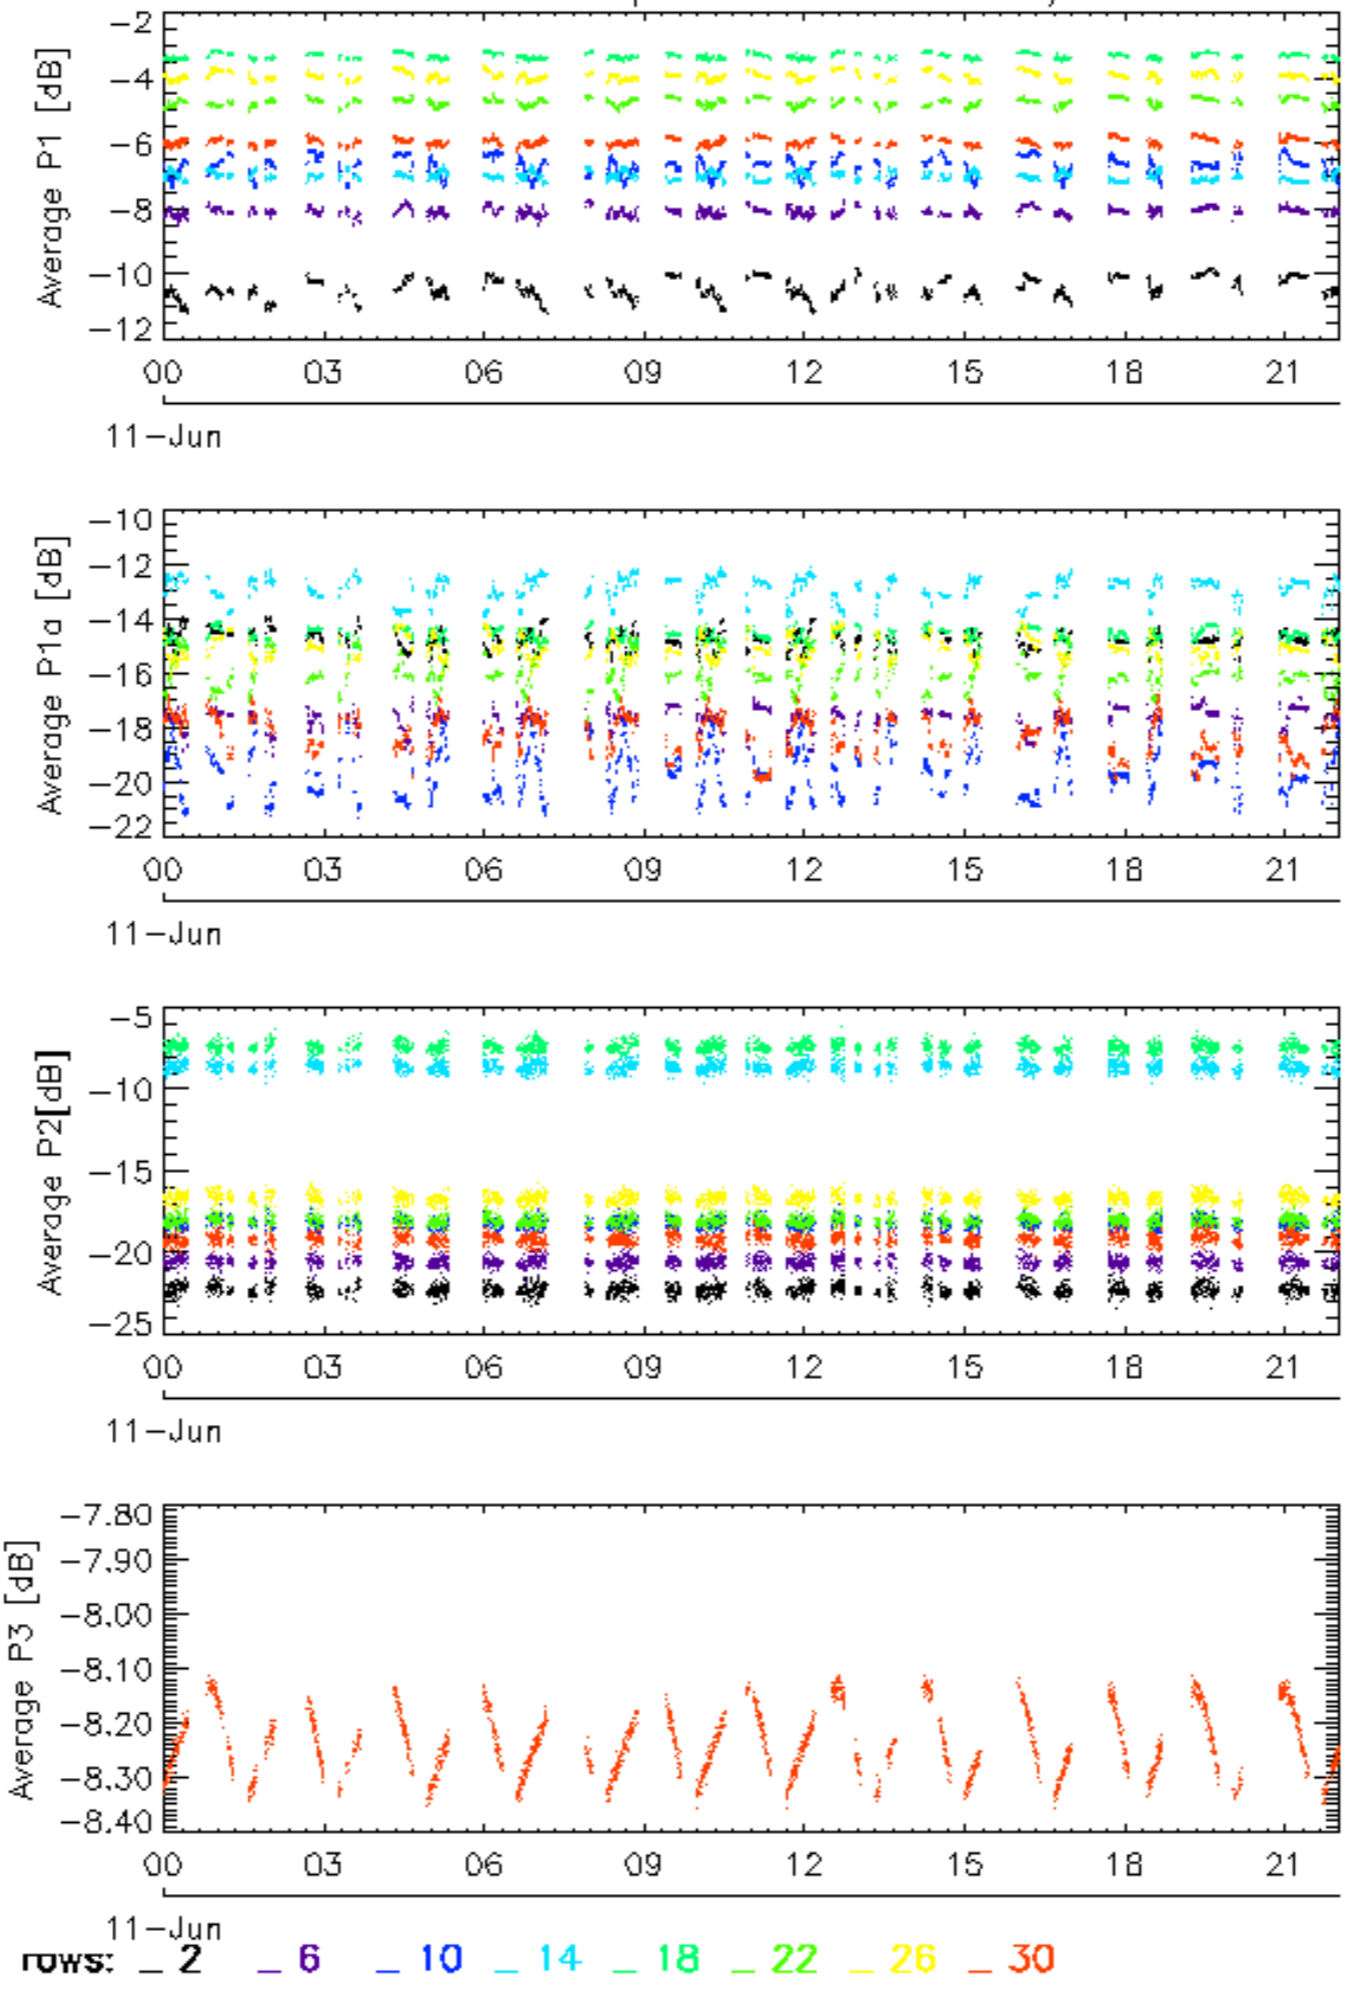 Average P1 [dB]
-2
-4
-6
-8
-10
-12
00 03 06 09 12 15 18 21
11-Jun
Average P1a [dB]
-10
-12
-14
-16
-18
-20
-22
00 03 06 09 12 15 18 21
11-Jun
Average P2[dB]
-5
-10
-15
-20
-25
00 03 06 09 12 15 18 21
11-Jun
Average P3 [dB]
-7.80
-7.90
-8.00
-8.10
-8.20
-8.30
-8.40
00 03 06 09 12 15 18 21
11-Jun
rows: _ 2 _ 6 _ 10 _ 14 _ 18 _ 22 _ 26 _ 30